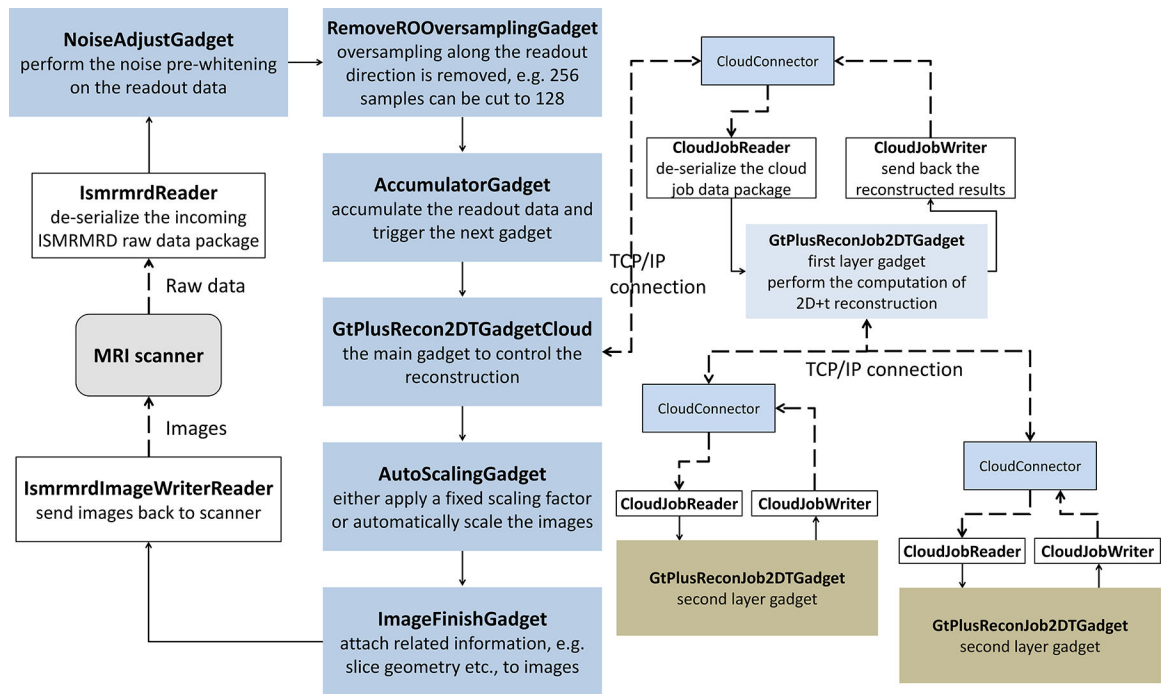 NoiseAdjustGadget
perform the noise pre-whitening
on the readout data
RemoveROOversamplingGadget
oversampling along the readout
direction is removed, e.g. 256
samples can be cut to 128
IsmrmrdReader
de-serialize the incoming
ISMRMRD raw data package
Raw data
MRI scanner
Images
IsmrmrdImageWriterReader
send images back to scanner
AccumulatorGadget
accumulate the readout data and
trigger the next gadget
GtPlusRecon2DTGadgetCloud
the main gadget to control the
reconstruction
AutoScalingGadget
either apply a fixed scaling factor
or automatically scale the images
ImageFinishGadget
attach related information, e.g.
slice geometry etc., to images
TCP/IP
connection
CloudConnector
CloudJobReader
de-serialize the cloud
job data package
CloudJobWriter
send back the
reconstructed results
GtPlusReconJob2DTGadget
first layer gadget
perform the computation of
2D+t reconstruction
TCP/IP connection
CloudConnector
CloudJobReader
CloudJobWriter
GtPlusReconJob2DTGadget
second layer gadget
CloudConnector
CloudJobReader
CloudJobWriter
GtPlusReconJob2DTGadget
second layer gadget